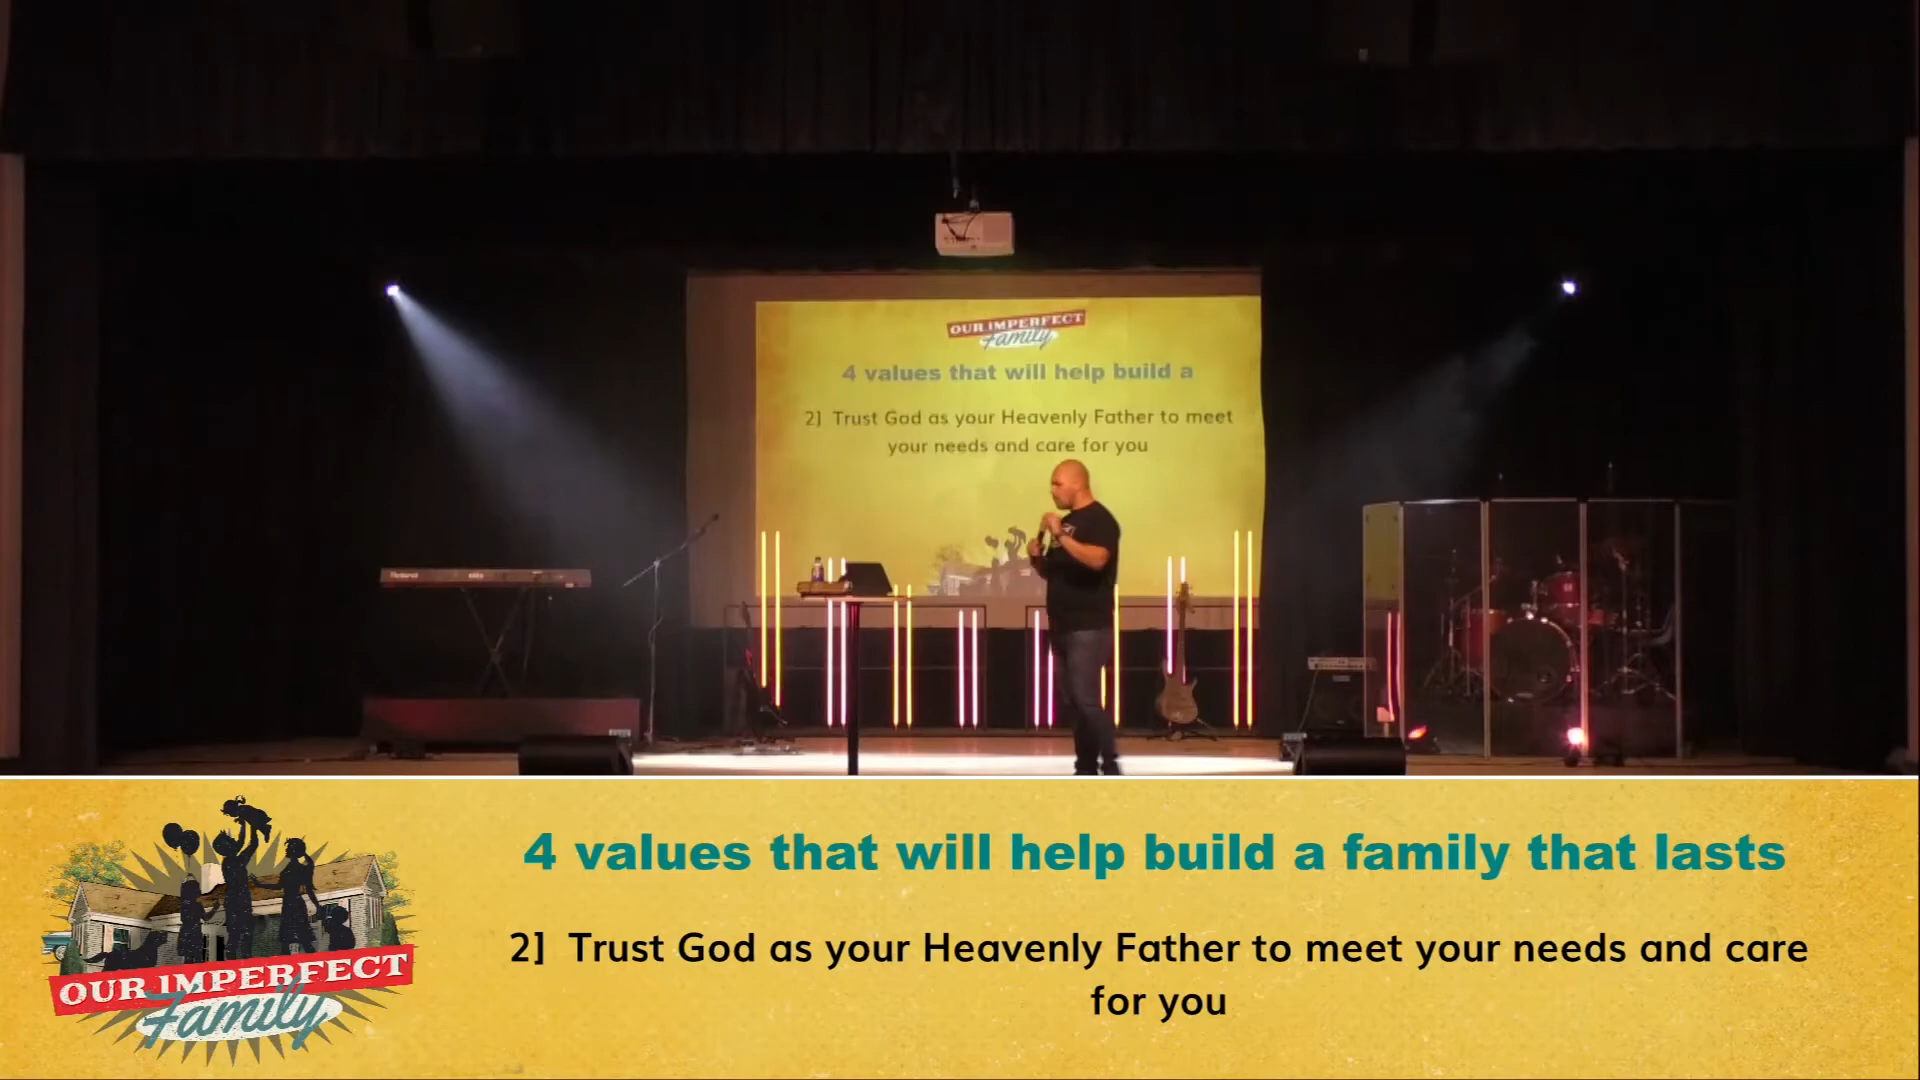 OUR IMPERFECT
Family
4 values that will help build a
2] Trust God as your Heavenly Father to meet
your needs and care for you
Roland
OUR IMPERFECT
Family
4 values that will help build a family that lasts
2] Trust God as your Heavenly Father to meet your needs and care
for you